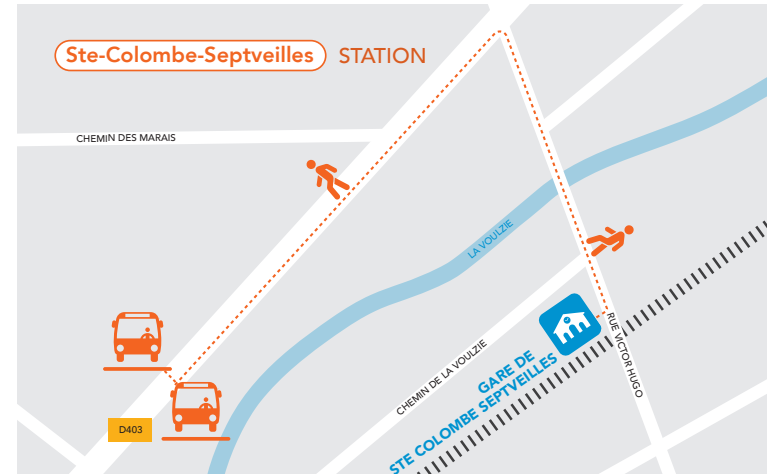 Ste-Colombe-Septveilles STATION
CHEMIN DES MARAIS
LA VOULZIE
RUE VICTOR HUGO
CHEMIN DE LA VOULZIE
GARE DE
STE COLOMBE SEPTVEILLES
D403